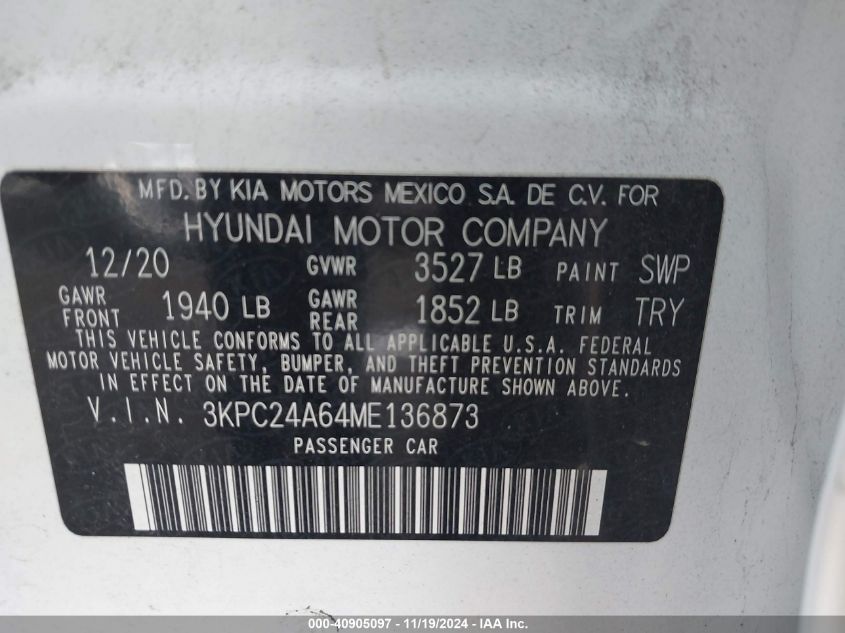 MFD. BY KIA MOTORS MEXICO S.A. DE C.V. FOR
HYUNDAI MOTOR COMPANY
12/20 GVWR 3527 LB PAINT SWP
GAWR FRONT 1940 LB GAWR REAR 1852 LB TRIM TRY
THIS VEHICLE CONFORMS TO ALL APPLICABLE U.S.A. FEDERAL
MOTOR VEHICLE SAFETY, BUMPER, AND THEFT PREVENTION STANDARDS
IN EFFECT ON THE DATE OF MANUFACTURE SHOWN ABOVE.
V.I.N. 3KPC24A64ME136873
PASSENGER CAR
000-40905097 - 11/19/2024 - IAA Inc.